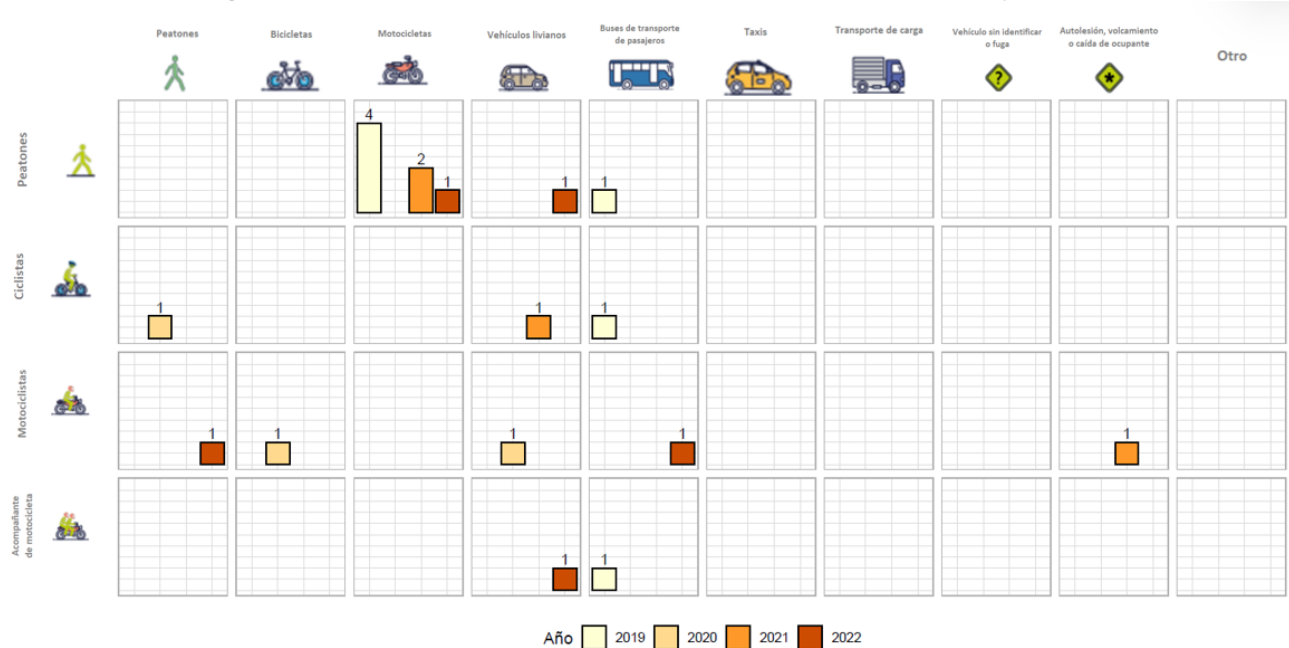 Peatones
Bicicletas
Motocicletas
Vehículos livianos
Buses de transporte
de pasajeros
Taxis
Transporte de carga
Vehículo sin identificar
o fuga
Autolesión, volcamiento
o caída de ocupante
Otro
?
*
Peatones
4
2
1
1
1
Ciclistas
1
1
1
Motociclistas
1
1
1
1
1
Acompañante
de motocicleta
1
1
Año 2019 2020 2021 2022